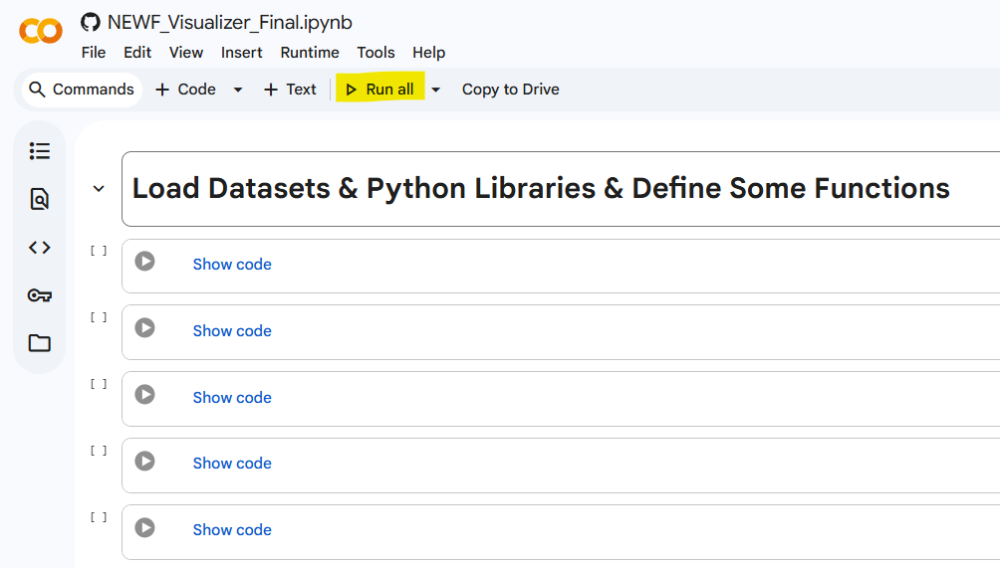 NEWF_Visualizer_Final.ipynb
File Edit View Insert Runtime Tools Help
Commands + Code + Text Run all Copy to Drive
Load Datasets & Python Libraries & Define Some Functions
[ ] Show code
[ ] Show code
[ ] Show code
[ ] Show code
[ ] Show code